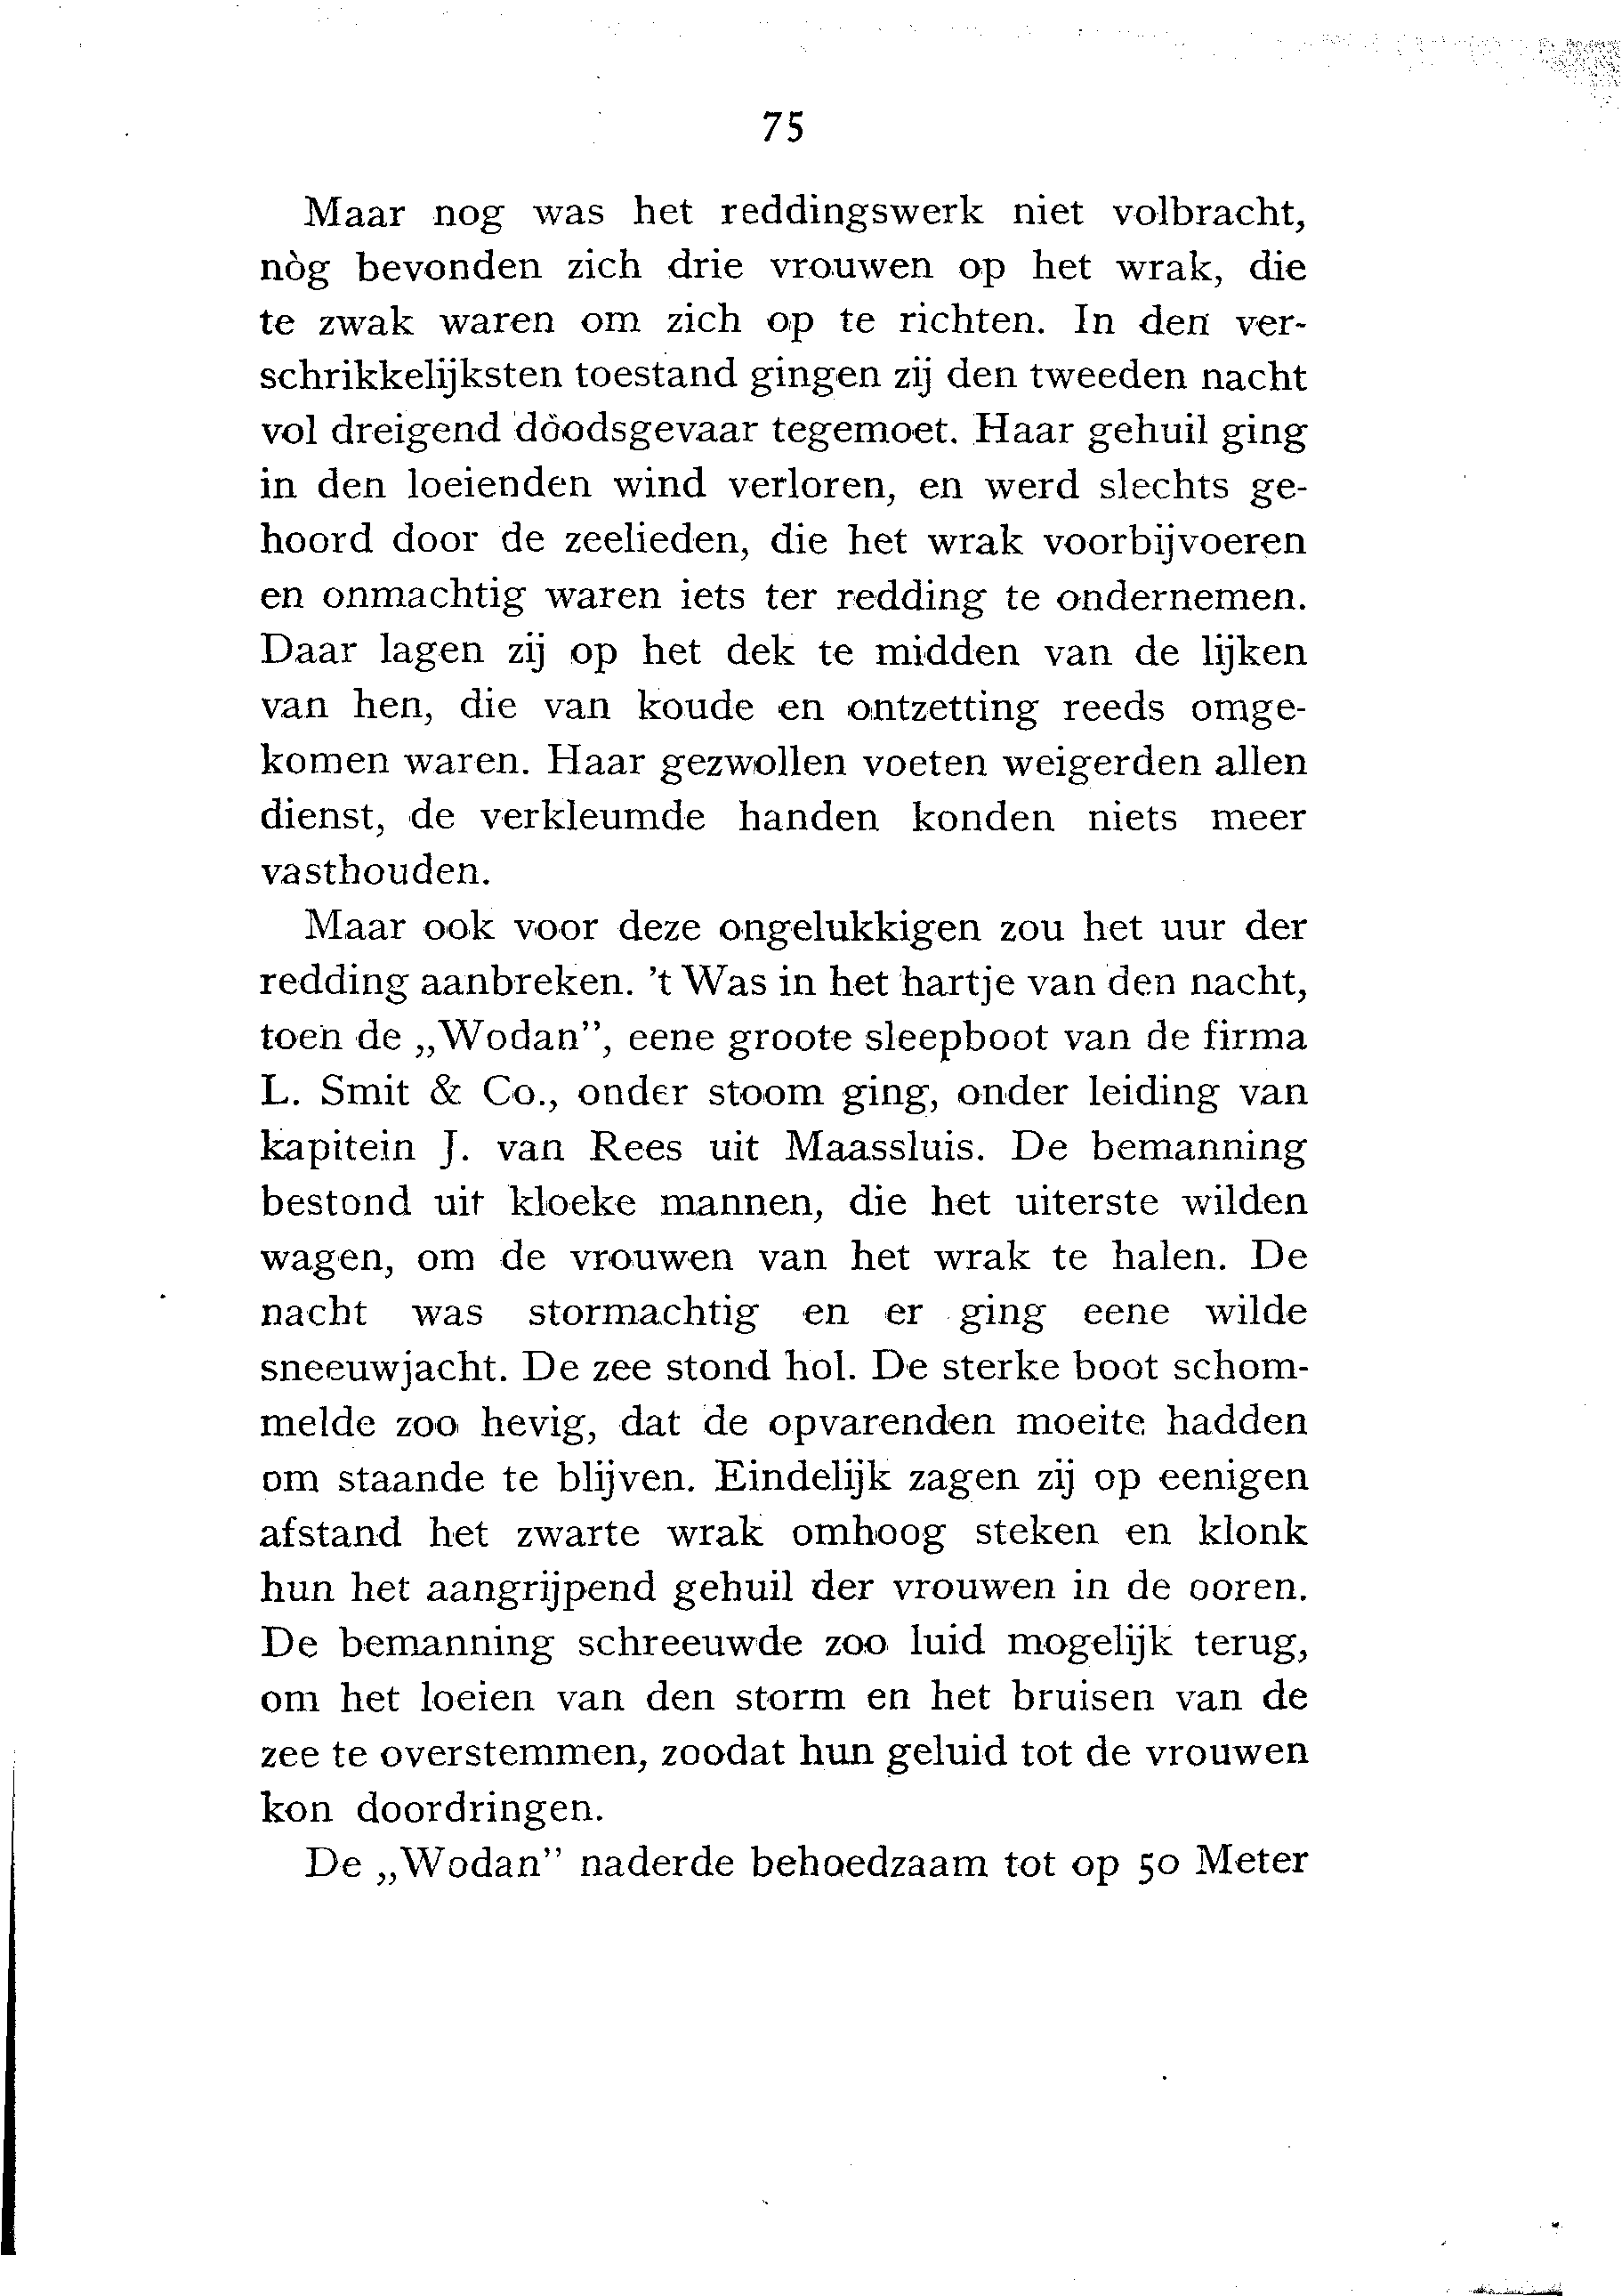 75
Maar nog was het reddingswerk niet volbracht,
nòg bevonden zich drie vrouwen op het wrak, die
te zwak waren om zich op te richten. In den ver-
schrikkelijksten toestand gingen zij den tweeden nacht
vol dreigend doodsgevaar tegemoet. Haar gehuil ging
in den loeienden wind verloren, en werd slechts ge-
hoord door de zeelieden, die het wrak voorbijvoeren
en onmachtig waren iets ter redding te ondernemen.
Daar lagen zij op het dek te midden van de lijken
van hen, die van koude en ontzetting reeds omge-
komen waren. Haar gezwollen voeten weigerden allen
dienst, de verkleumde handen konden niets meer
vasthouden.
Maar ook voor deze ongelukkigen zou het uur der
redding aanbreken. 't Was in het hartje van den nacht,
toen de „Wodan”, eene groote sleepboot van de firma
L. Smit & Co., onder stoom ging, onder leiding van
kapitein J. van Rees uit Maassluis. De bemanning
bestond uit kloeke mannen, die het uiterste wilden
wagen, om de vrouwen van het wrak te halen. De
nacht was stormachtig en er ging eene wilde
sneeuwjacht. De zee stond hol. De sterke boot schom-
melde zoo hevig, dat de opvarenden moeite hadden
om staande te blijven. Eindelijk zagen zij op eenigen
afstand het zwarte wrak omhoog steken en klonk
hun het aangrijpend gehuil der vrouwen in de ooren.
De bemanning schreeuwde zoo luid mogelijk terug,
om het loeien van den storm en het bruisen van de
zee te overstemmen, zoodat hun geluid tot de vrouwen
kon doordringen.
De „Wodan” naderde behoedzaam tot op 50 Meter